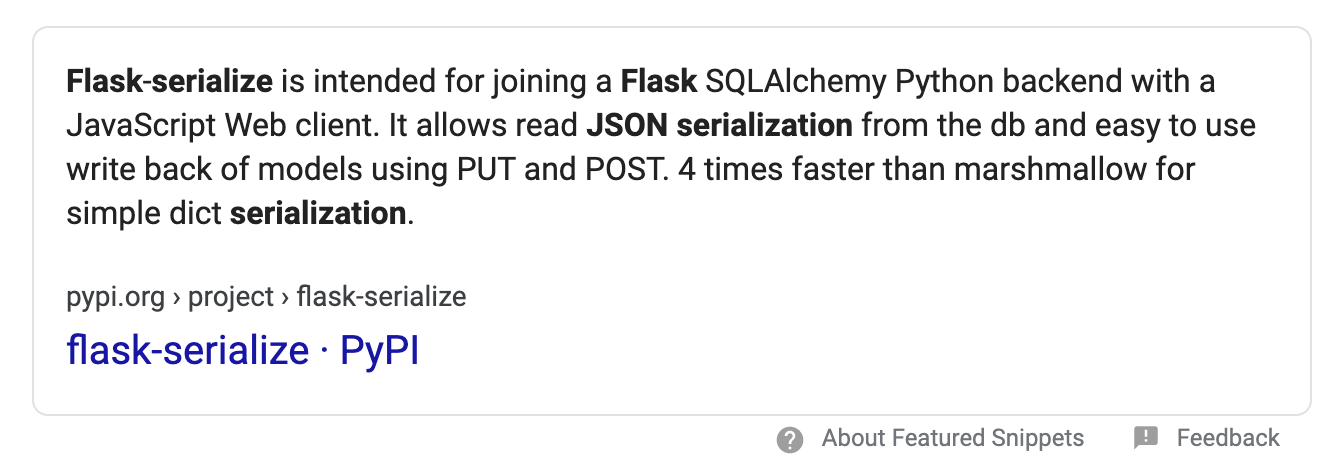 Flask-serialize is intended for joining a Flask SQLAlchemy Python backend with a
JavaScript Web client. It allows read JSON serialization from the db and easy to use
write back of models using PUT and POST. 4 times faster than marshmallow for
simple dict serialization.
pypi.org › project › flask-serialize
flask-serialize · PyPI
About Featured Snippets Feedback